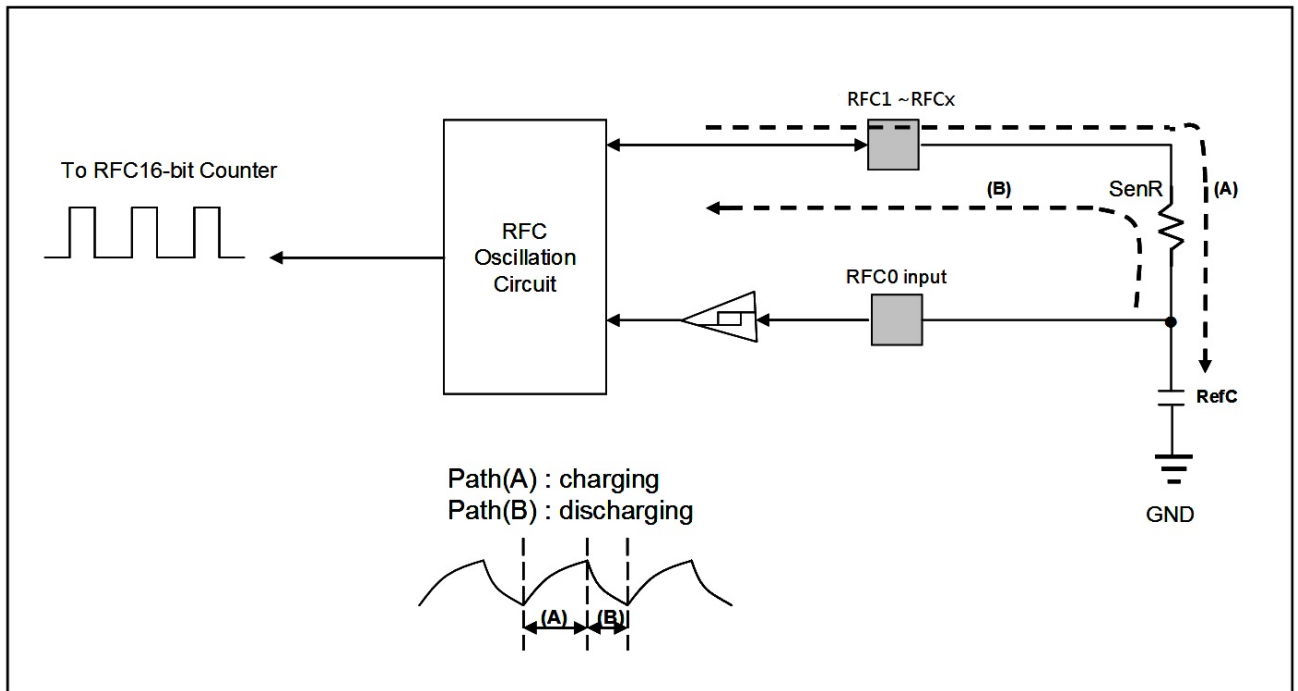 RFC1 ~RFCx
To RFC16-bit Counter
SenR
(A)
(B)
RFC
Oscillation
Circuit
RFC0 input
RefC
GND
Path(A) : charging
Path(B) : discharging
(A)
(B)